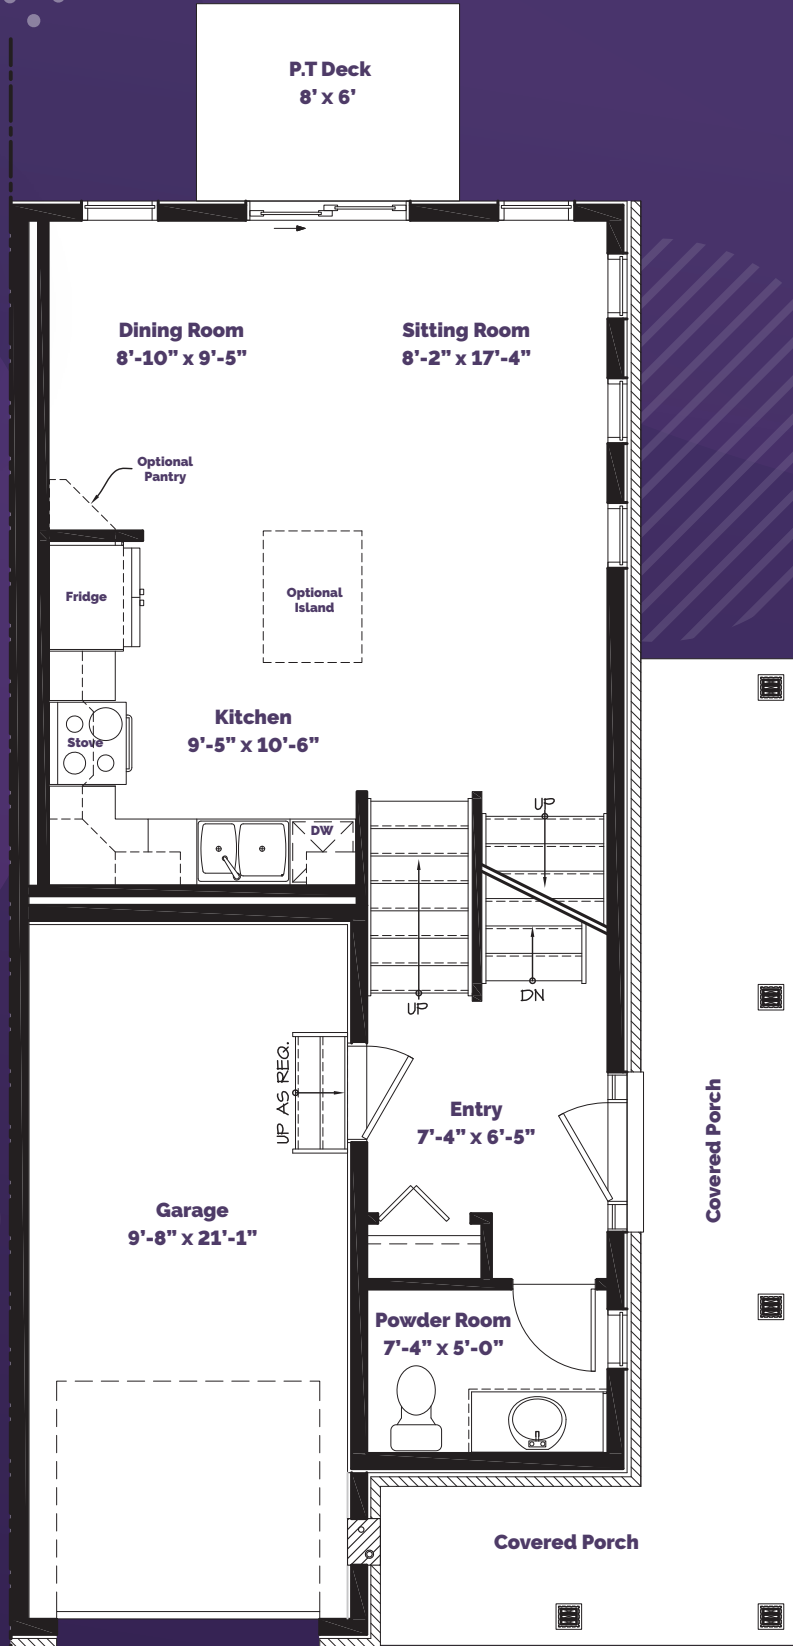 P.T Deck
8’ x 6’
Dining Room
8’-10” x 9’-5”
Sitting Room
8’-2” x 17’-4”
Optional
Pantry
Fridge
Optional
Island
Kitchen
9’-5” x 10’-6”
Stove
DW
UP
UP
DN
UP AS REQ.
Entry
7’-4” x 6’-5”
Covered Porch
Garage
9’-8” x 21’-1”
Powder Room
7’-4” x 5’-0”
Covered Porch